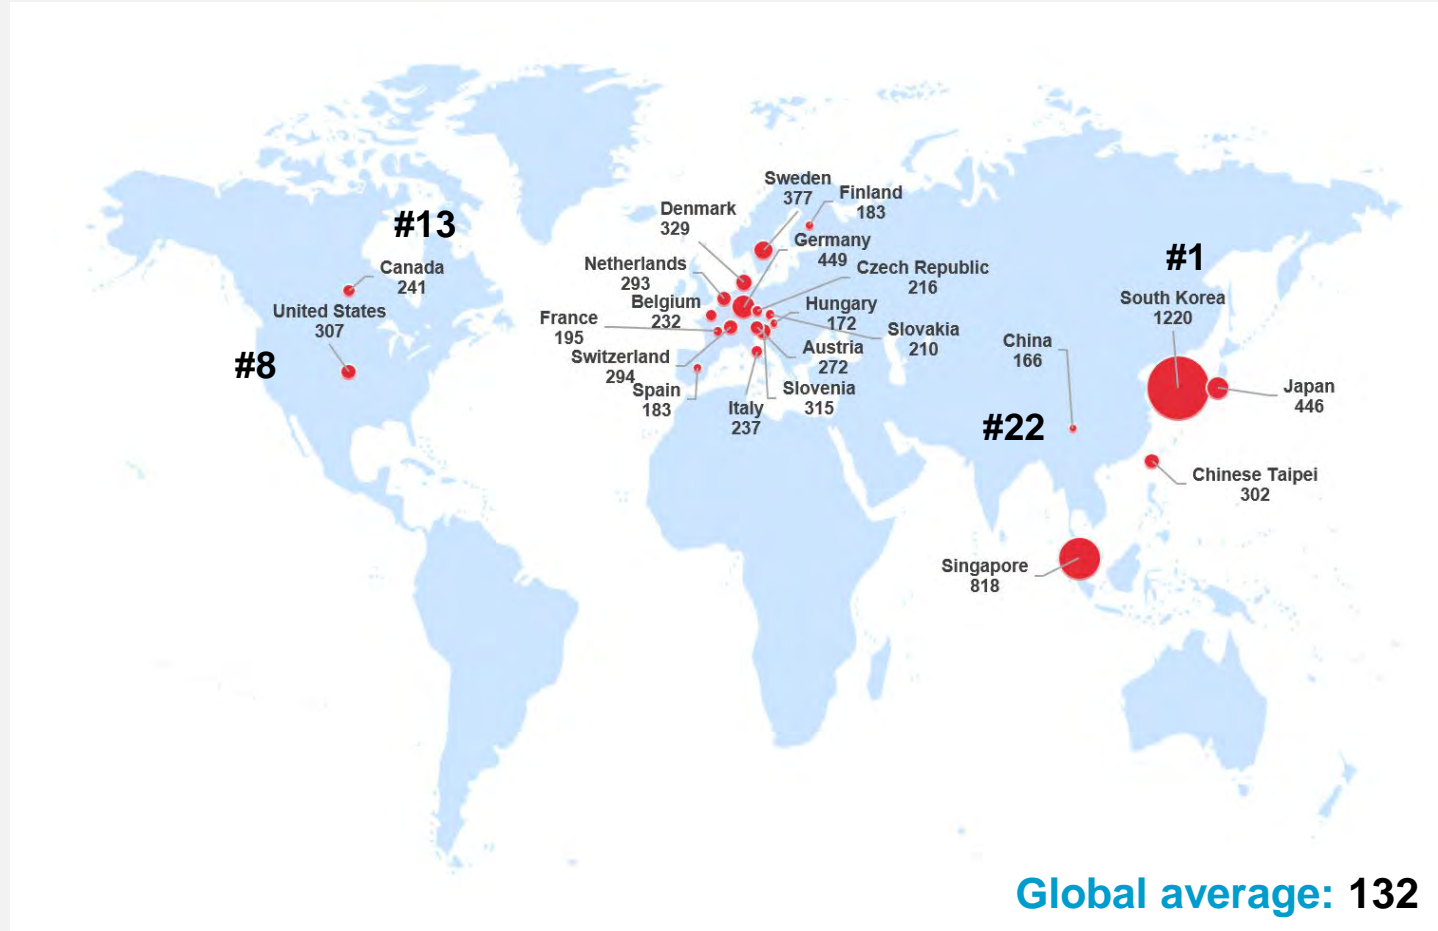 #13
Canada
241
United States
307
#8
Sweden
377
Finland
183
Denmark
329
Germany
449
Netherlands
293
Czech Republic
216
Belgium
232
Hungary
172
France
195
Slovakia
210
Switzerland
294
Austria
272
Spain
183
Slovenia
315
Italy
237
#1
South Korea
1220
China
166
Japan
446
#22
Chinese Taipei
302
Singapore
818
Global average: 132